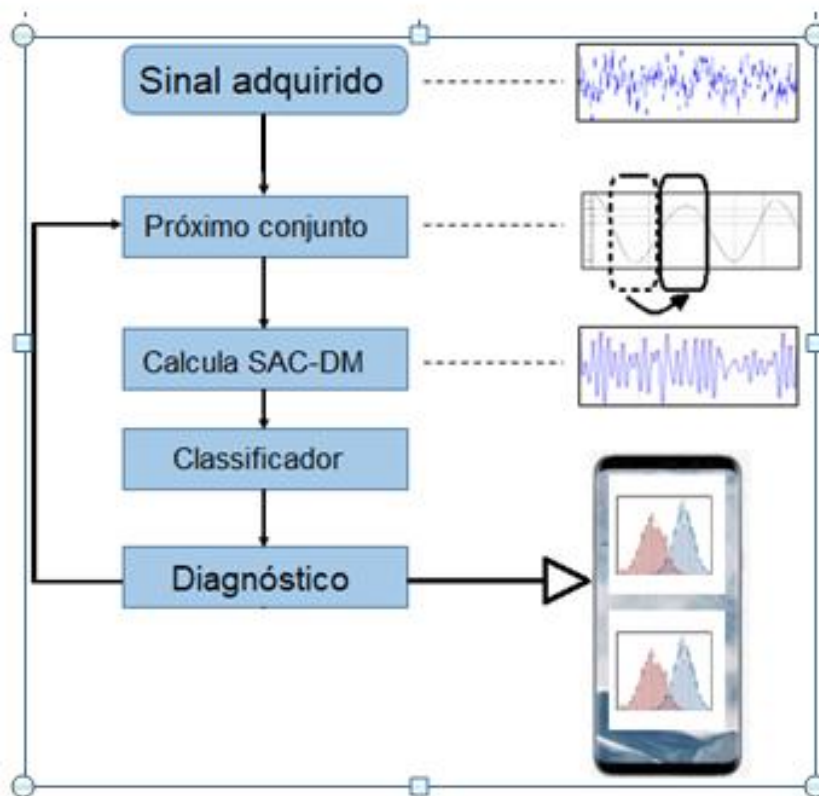 Sinal adquirido
Próximo conjunto
Calcula SAC-DM
Classificador
Diagnóstico